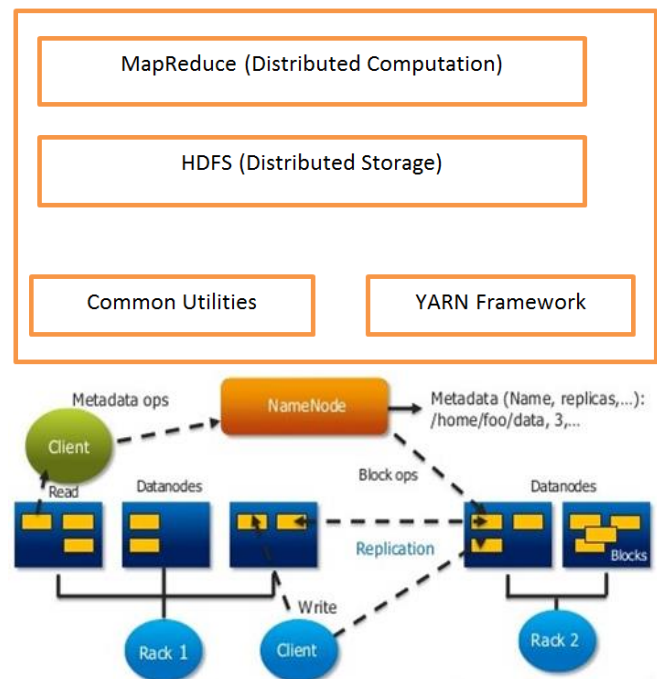 MapReduce (Distributed Computation)
HDFS (Distributed Storage)
Common Utilities
YARN Framework
Metadata ops
NameNode
Metadata (Name, replicas,...):
/home/foo/data, 3,...
Client
Block ops
Read
Datanodes
Datanodes
Replication
Blocks
Write
Rack 1
Client
Rack 2